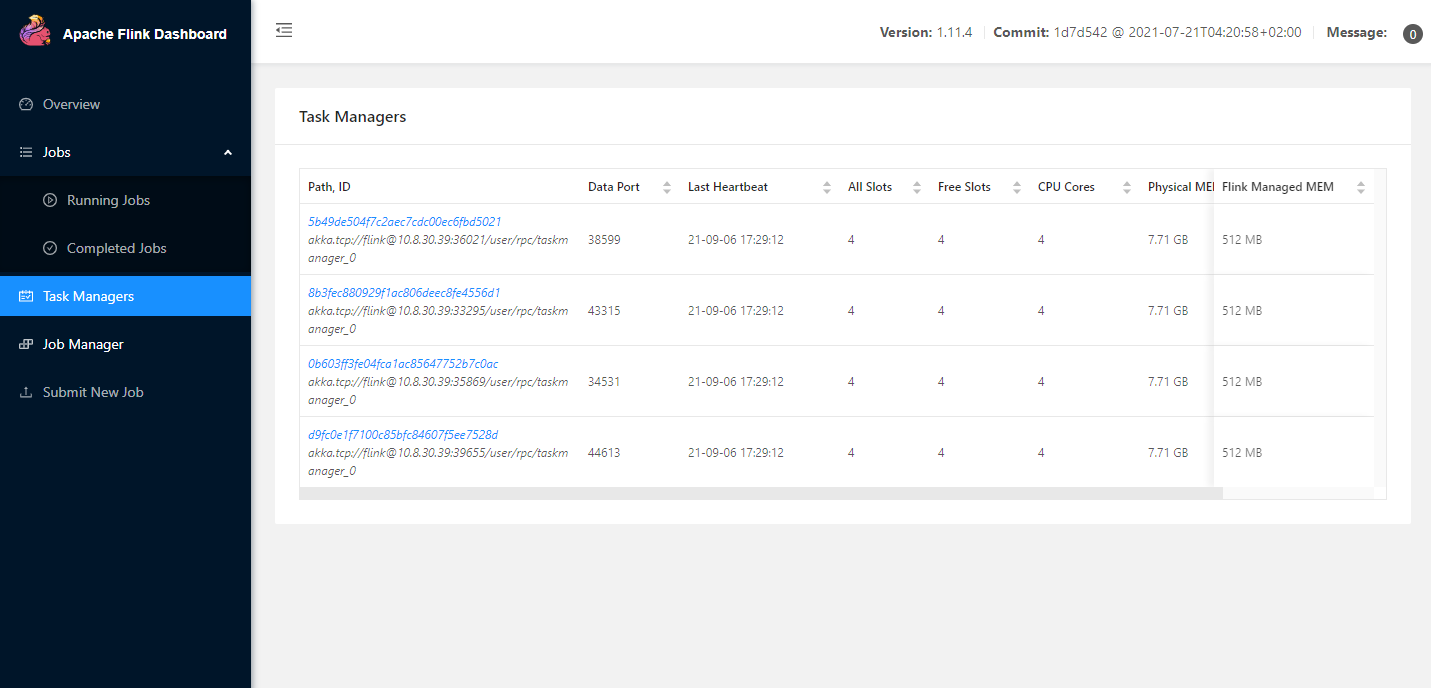 Apache Flink Dashboard
Version: 1.11.4 Commit: 1d7d542 @ 2021-07-21T04:20:58+02:00 Message: 0
Overview
Jobs
Running Jobs
Completed Jobs
Task Managers
Job Manager
Submit New Job
Task Managers
Path, ID Data Port Last Heartbeat All Slots Free Slots CPU Cores Physical MEM Flink Managed MEM
5b49de504f7c2aec7cdc00ec6fbd5021
akka.tcp://flink@10.8.30.39:36021/user/rpc/taskm 38599 21-09-06 17:29:12 4 4 4 7.71 GB 512 MB
anager_0
8b3fec880929f1ac806deec8fe4556d1
akka.tcp://flink@10.8.30.39:33295/user/rpc/taskm 43315 21-09-06 17:29:12 4 4 4 7.71 GB 512 MB
anager_0
0b603ff3fe04fca1ac85647752b7c0ac
akka.tcp://flink@10.8.30.39:35869/user/rpc/taskm 34531 21-09-06 17:29:12 4 4 4 7.71 GB 512 MB
anager_0
d9fc0e1f7100c85bfc84607f5ee7528d
akka.tcp://flink@10.8.30.39:39655/user/rpc/taskm 44613 21-09-06 17:29:12 4 4 4 7.71 GB 512 MB
anager_0